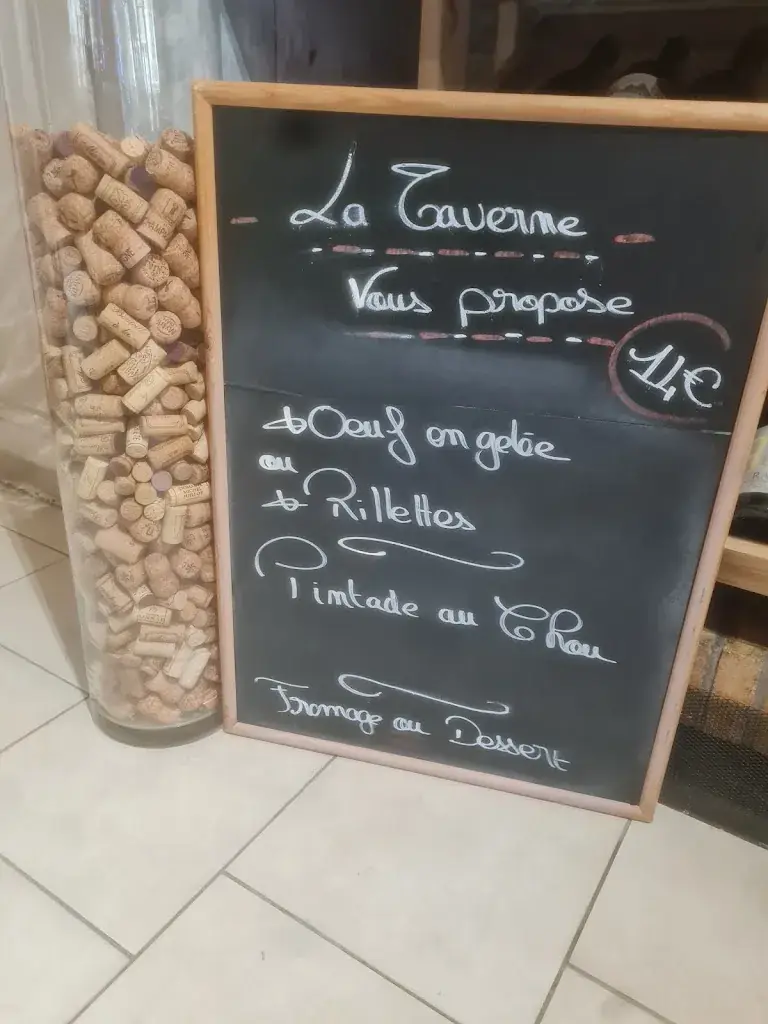 La Taverne
Vous propose
14€
Oeuf en gelée
ou
Rillettes
Pintade au Chou
Fromage ou Dessert